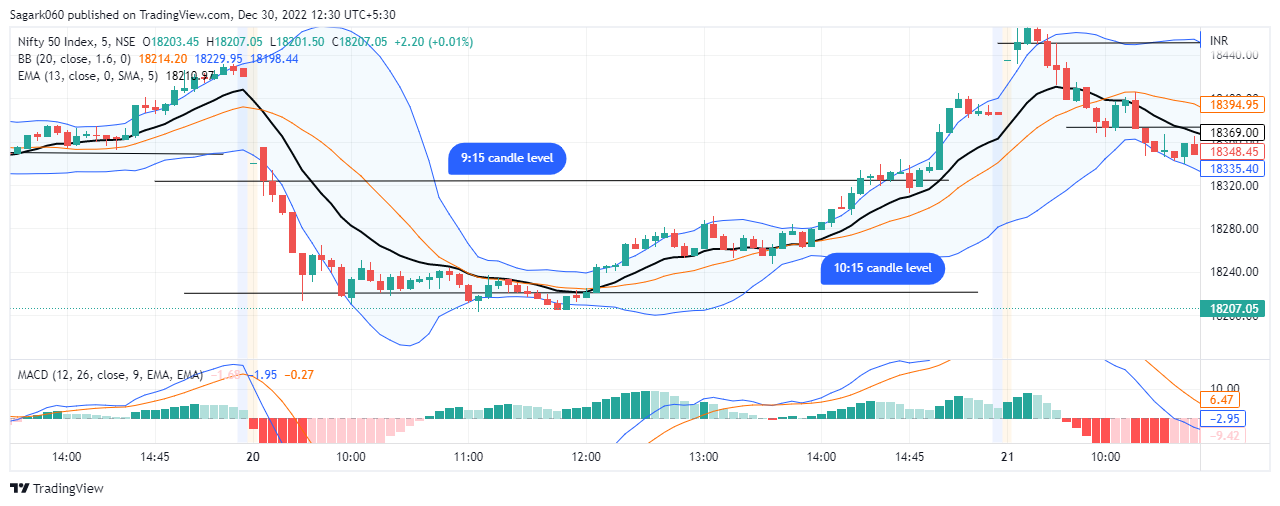 Sagark060 published on TradingView.com, Dec 30, 2022 12:30 UTC+5:30
Nifty 50 Index, 5, NSE O18203.45 H18207.05 L18201.50 C18207.05 +2.20 (+0.01%)
BB (20, close, 1.6, 0) 18214.20 18229.95 18198.44
EMA (13, close, 0, SMA, 5) 18210.97
INR
18440.00
18394.95
18369.00
18348.45
18335.40
18320.00
18280.00
18240.00
18207.05
9:15 candle level
10:15 candle level
MACD (12, 26, close, 9, EMA, EMA) −1.68 −1.95 −0.27
10.00
6.47
−2.95
−9.42
14:00 14:45 20 10:00 11:00 12:00 13:00 14:00 14:45 21 10:00
TradingView